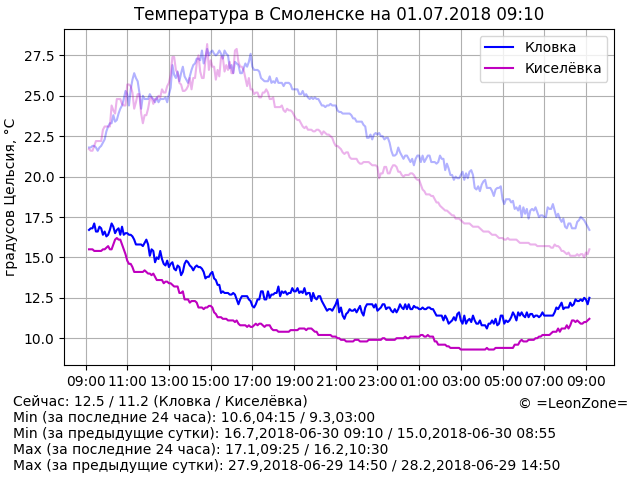 Температура в Смоленске на 01.07.2018 09:10
Кловка
Киселёвка
градусов Цельсия, °C
27.5
25.0
22.5
20.0
17.5
15.0
12.5
10.0
09:00 11:00 13:00 15:00 17:00 19:00 21:00 23:00 01:00 03:00 05:00 07:00 09:00
Сейчас: 12.5 / 11.2 (Кловка / Киселёвка)
© =LeonZone=
Min (за последние 24 часа): 10.6,04:15 / 9.3,03:00
Min (за предыдущие сутки): 16.7,2018-06-30 09:10 / 15.0,2018-06-30 08:55
Max (за последние 24 часа): 17.1,09:25 / 16.2,10:30
Max (за предыдущие сутки): 27.9,2018-06-29 14:50 / 28.2,2018-06-29 14:50